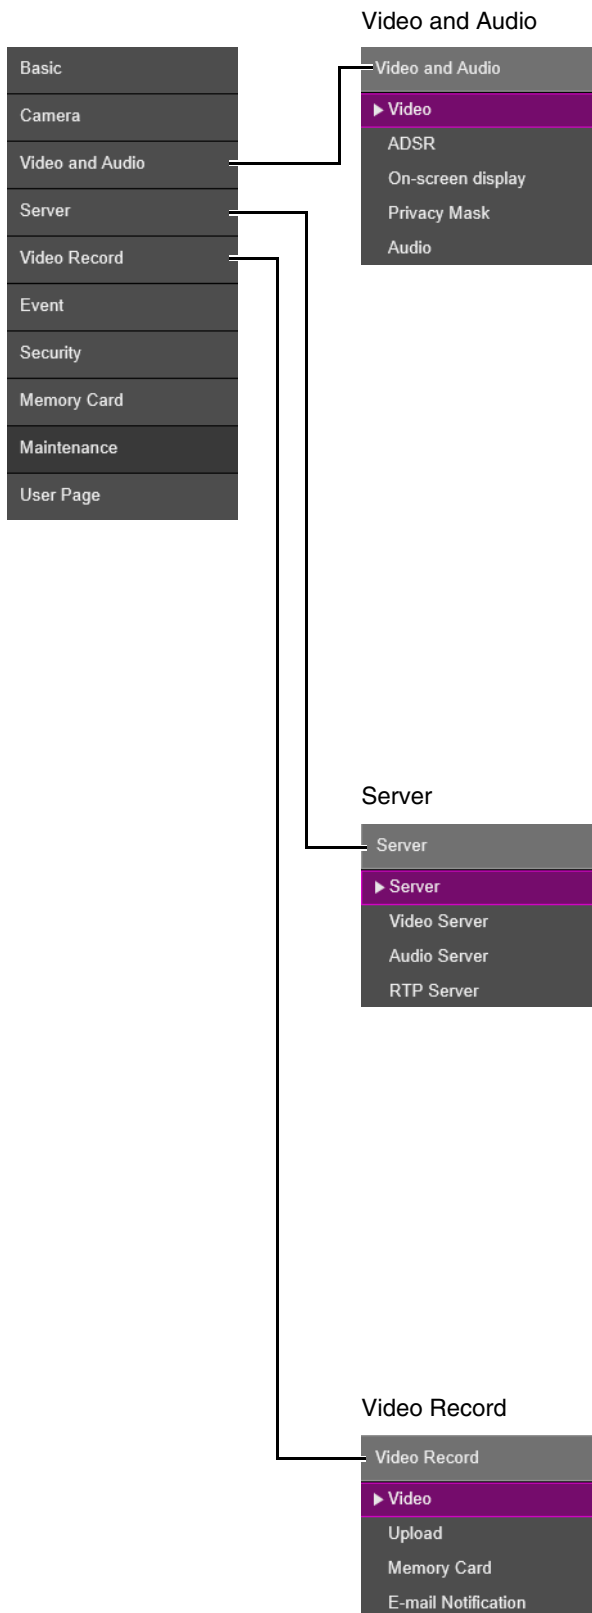 Basic
Camera
Video and Audio
Server
Video Record
Event
Security
Memory Card
Maintenance
User Page
Video and Audio
Video and Audio
Video
ADSR
On-screen display
Privacy Mask
Audio
Server
Server
Server
Video Server
Audio Server
RTP Server
Video Record
Video Record
Video
Upload
Memory Card
E-mail Notification